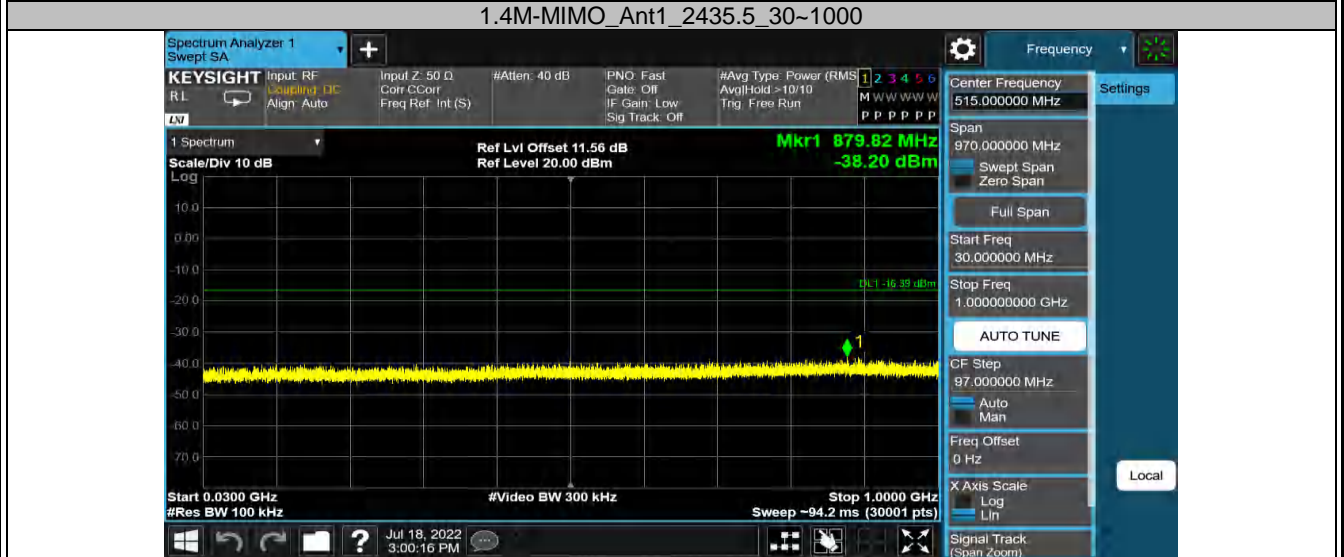 1.4M-MIMO_Ant1_2435.5_30~1000
Spectrum Analyzer 1
Swept SA
Frequency
KEYSIGHT
RL
LXI
Input: RF
Coupling: DC
Align: Auto
Input Z: 50 Ω
Corr CCorr
Freq Ref: Int (S)
#Atten: 40 dB
PNO: Fast
Gate: Off
IF Gain: Low
Sig Track: Off
#Avg Type: Power (RMS
Avg|Hold:>10/10
Trig: Free Run
1 2 3 4 5 6
M W W W W W
P P P P P P
1 Spectrum
Scale/Div 10 dB
Log
Ref Lvl Offset 11.56 dB
Ref Level 20.00 dBm
Mkr1 879.82 MHz
-38.20 dBm
10.0
0.00
-10.0
-20.0
-30.0
-40.0
-50.0
-60.0
-70.0
DL1 -16.39 dBm
1
Start 0.0300 GHz
#Res BW 100 kHz
#Video BW 300 kHz
Stop 1.0000 GHz
Sweep ~94.2 ms (30001 pts)
Center Frequency
515.000000 MHz
Settings
Span
970.000000 MHz
Swept Span
Zero Span
Full Span
Start Freq
30.000000 MHz
Stop Freq
1.000000000 GHz
AUTO TUNE
CF Step
97.000000 MHz
Auto
Man
Freq Offset
0 Hz
X Axis Scale
Log
Lin
Local
Signal Track
(Span Zoom)
?
Jul 18, 2022
3:00:16 PM